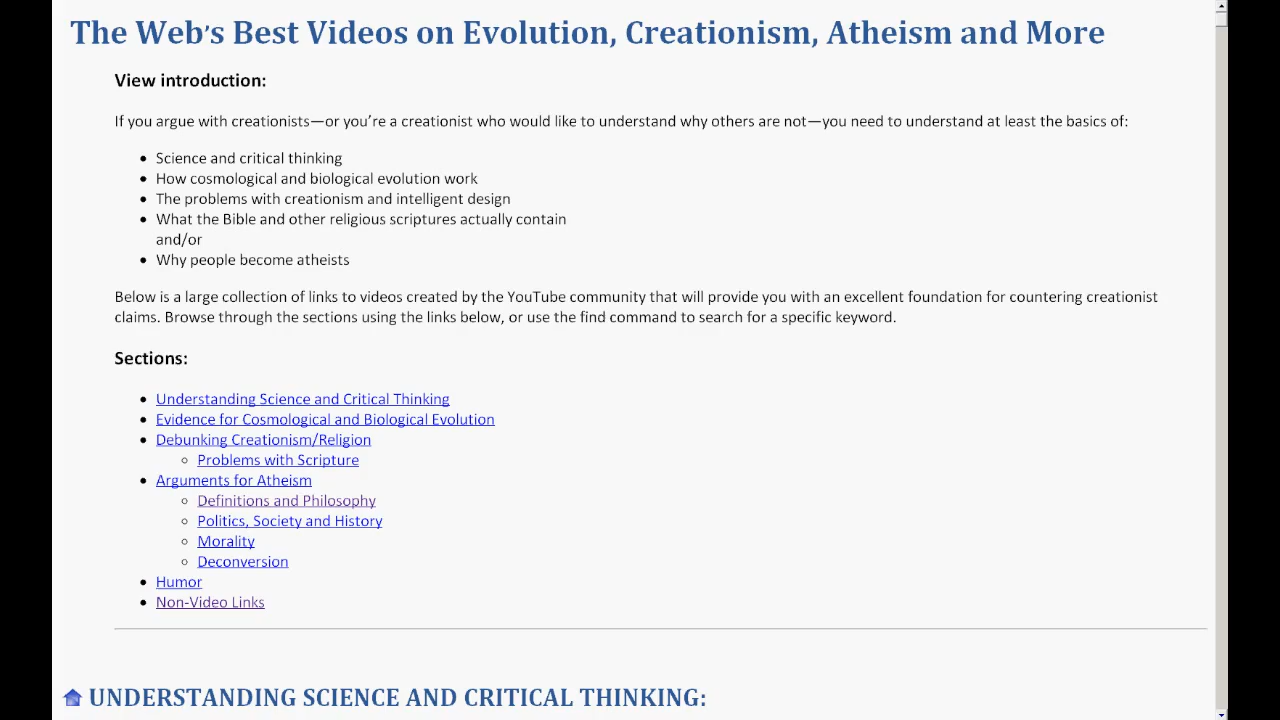 The Web's Best Videos on Evolution, Creationism, Atheism and More
View introduction:
If you argue with creationists—or you're a creationist who would like to understand why others are not—you need to understand at least the basics of:
• Science and critical thinking
• How cosmological and biological evolution work
• The problems with creationism and intelligent design
• What the Bible and other religious scriptures actually contain
and/or
• Why people become atheists
Below is a large collection of links to videos created by the YouTube community that will provide you with an excellent foundation for countering creationist
claims. Browse through the sections using the links below, or use the find command to search for a specific keyword.
Sections:
• Understanding Science and Critical Thinking
• Evidence for Cosmological and Biological Evolution
• Debunking Creationism/Religion
◦ Problems with Scripture
• Arguments for Atheism
◦ Definitions and Philosophy
◦ Politics, Society and History
◦ Morality
◦ Deconversion
• Humor
• Non-Video Links
UNDERSTANDING SCIENCE AND CRITICAL THINKING: